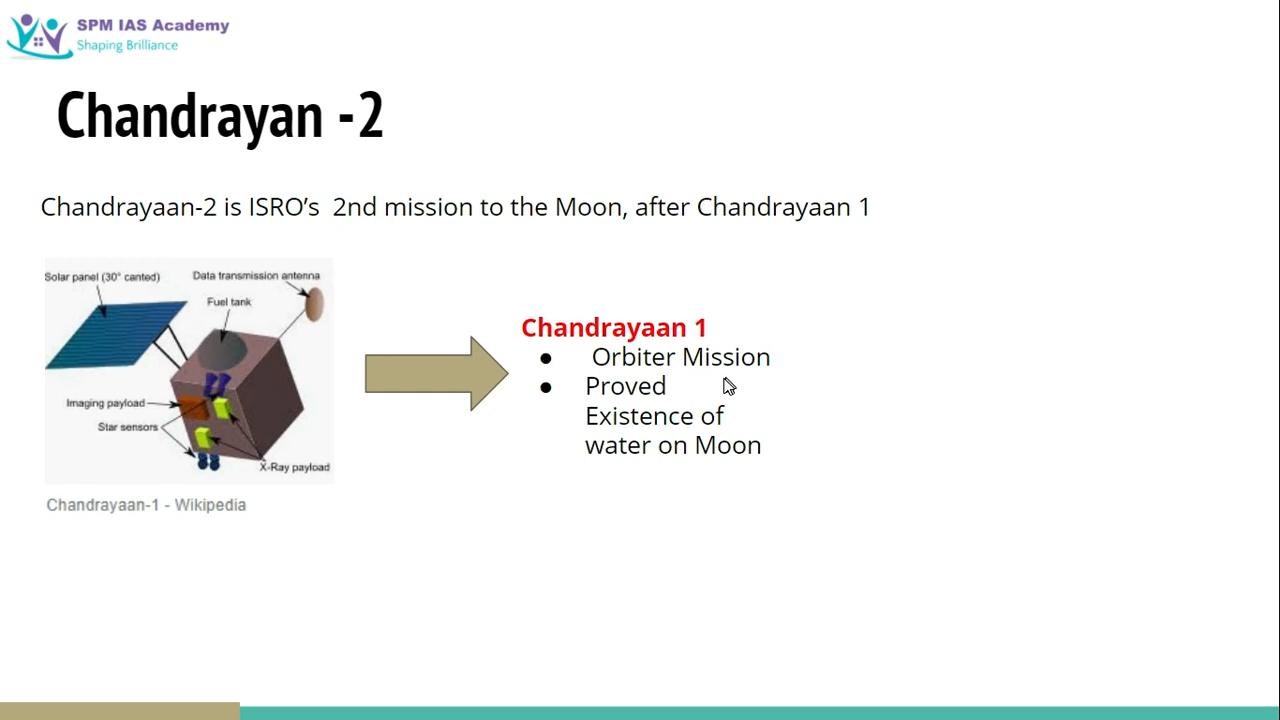 SPM IAS Academy
Shaping Brilliance
Chandrayan -2
Chandrayaan-2 is ISRO’s 2nd mission to the Moon, after Chandrayaan 1
Solar panel (30° canted)
Data transmission antenna
Fuel tank
Imaging payload
Star sensors
X-Ray payload
Chandrayaan-1 - Wikipedia
Chandrayaan 1
● Orbiter Mission
● Proved
Existence of
water on Moon